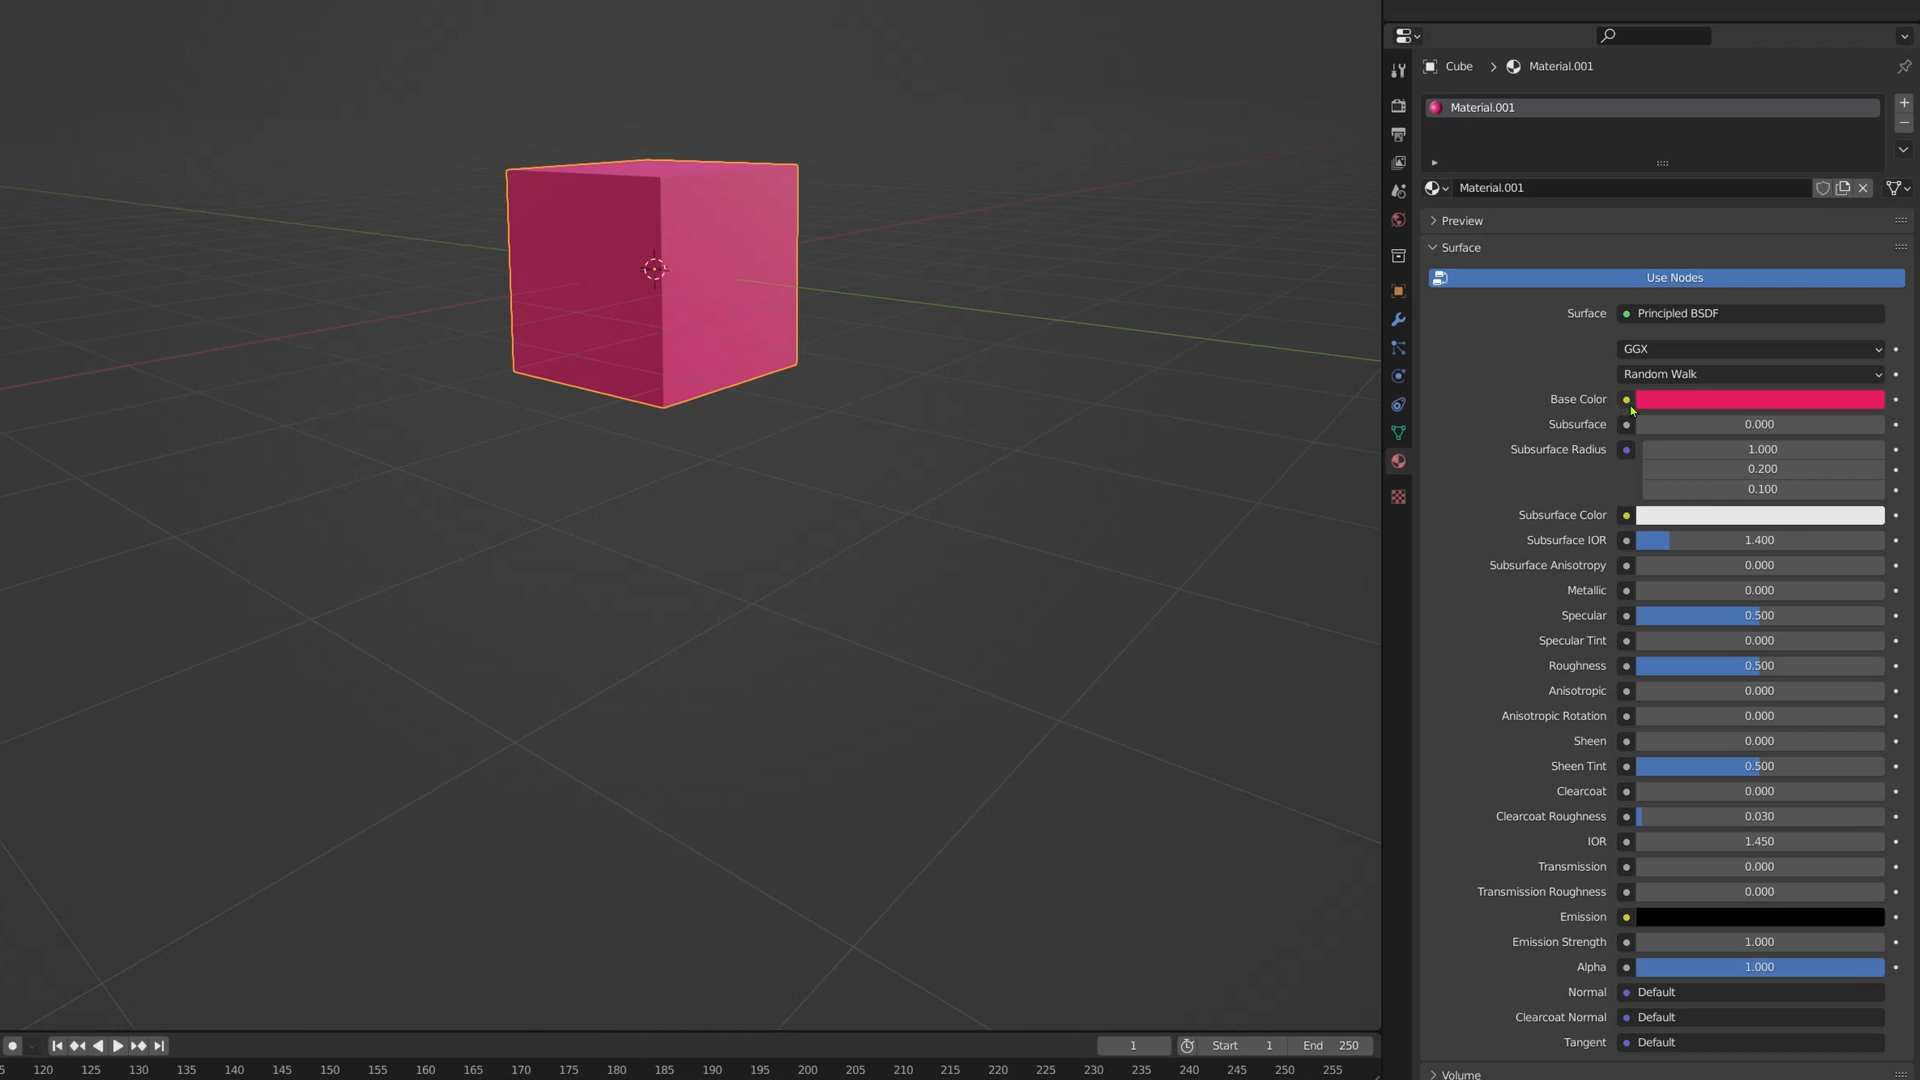 Cube > Material.001
Material.001
Material.001
Preview
Surface
Use Nodes
Surface Principled BSDF
GGX
Random Walk
Base Color
Subsurface 0.000
Subsurface Radius 1.000
0.200
0.100
Subsurface Color
Subsurface IOR 1.400
Subsurface Anisotropy 0.000
Metallic 0.000
Specular 0.500
Specular Tint 0.000
Roughness 0.500
Anisotropic 0.000
Anisotropic Rotation 0.000
Sheen 0.000
Sheen Tint 0.500
Clearcoat 0.000
Clearcoat Roughness 0.030
IOR 1.450
Transmission 0.000
Transmission Roughness 0.000
Emission
Emission Strength 1.000
Alpha 1.000
Normal Default
Clearcoat Normal Default
Tangent Default
Volume
1 Start 1 End 250
5 120 125 130 135 140 145 150 155 160 165 170 175 180 185 190 195 200 205 210 215 220 225 230 235 240 245 250 255